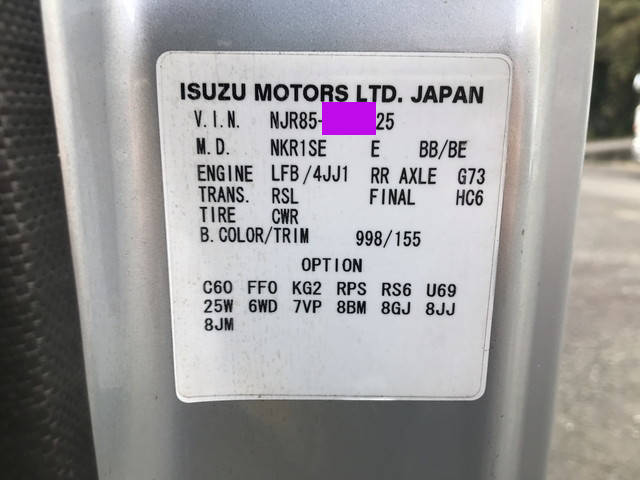 ISUZU MOTORS LTD. JAPAN
V.I.N. NJR85- 25
M.D. NKR1SE E BB/BE
ENGINE LFB/4JJ1 RR AXLE G73
TRANS. RSL FINAL HC6
TIRE CWR
B.COLOR/TRIM 998/155
OPTION
C60 FF0 KG2 RPS RS6 U69
25W 6WD 7VP 8BM 8GJ 8JJ
8JM